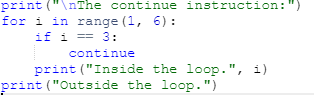 print("\nThe continue instruction:")
for i in range(1, 6):
    if i == 3:
        continue
    print("Inside the loop.", i)
print("Outside the loop.")